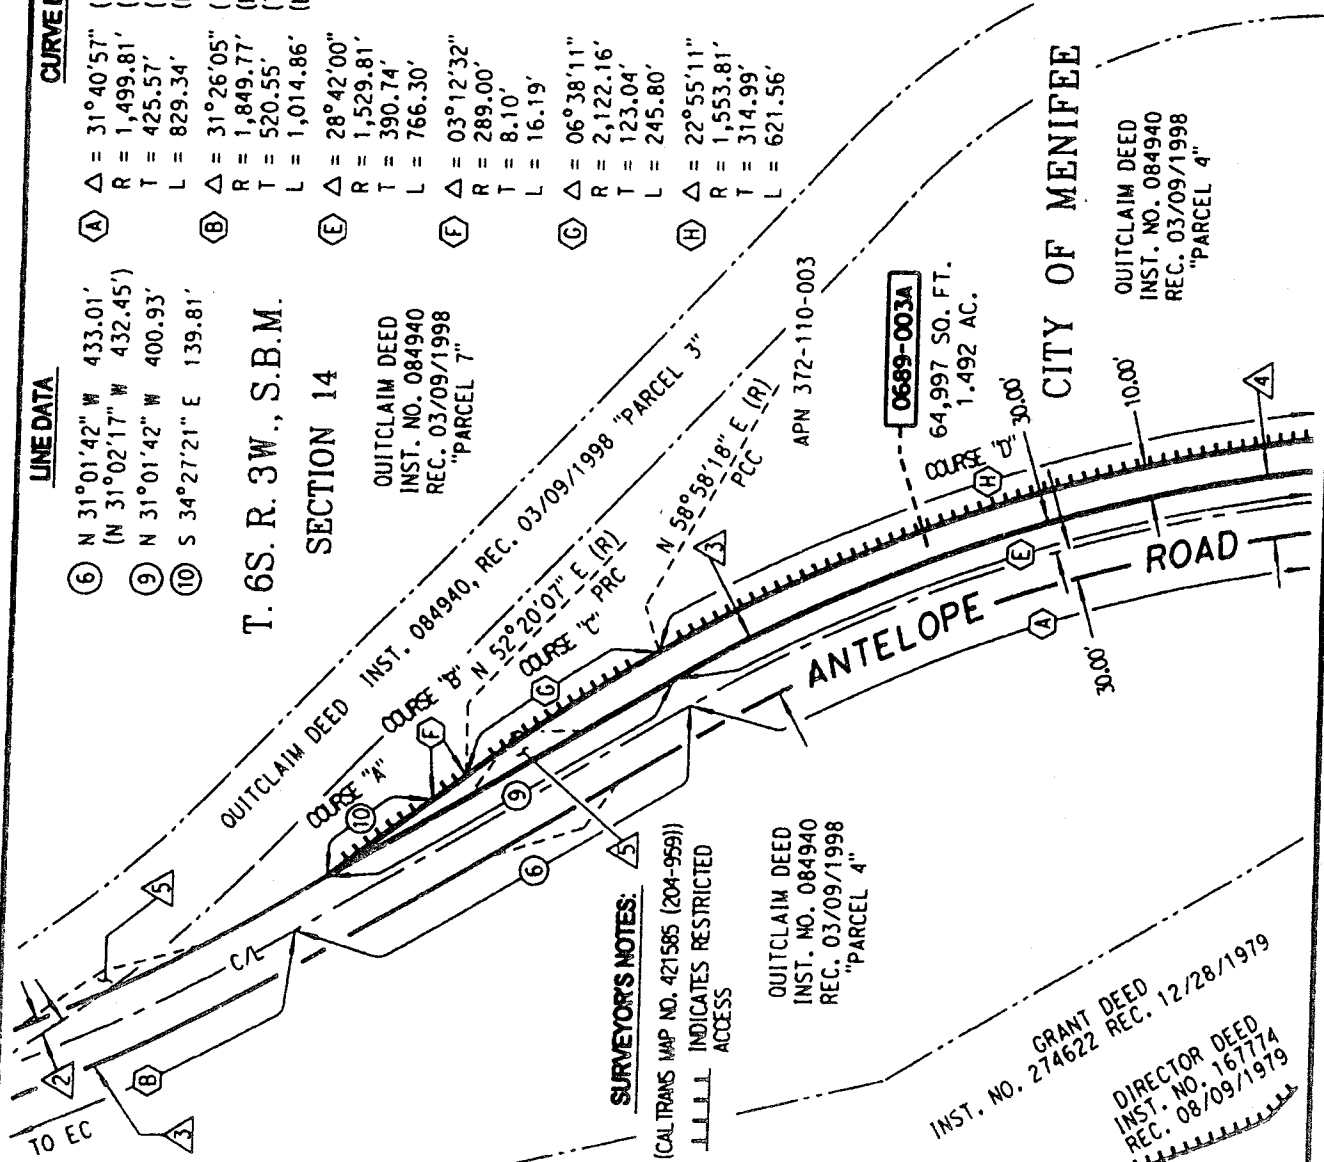 LINE DATA
⑥ N 31°01'42" W 433.01'
(N 31°02'17" W 432.45')
⑨ N 31°01'42" W 400.93'
⑩ S 34°27'21" E 139.81'
CURVE
A Δ = 31°40'57"
R = 1,499.81'
T = 425.57'
L = 829.34'
B Δ = 31°26'05"
R = 1,849.77'
T = 520.55'
L = 1,014.86'
E Δ = 28°42'00"
R = 1,529.81'
T = 390.74'
L = 766.30'
F Δ = 03°12'32"
R = 289.00'
T = 8.10'
L = 16.19'
G Δ = 06°38'11"
R = 2,122.16'
T = 123.04'
L = 245.80'
H Δ = 22°55'11"
R = 1,553.81'
T = 314.99'
L = 621.56'
T. 6S. R. 3W., S.B.M.
SECTION 14
QUITCLAIM DEED
INST. NO. 084940
REC. 03/09/1998
"PARCEL 7"
QUITCLAIM DEED INST. 084940, REC. 03/09/1998 "PARCEL 3"
COURSE "A"
COURSE "B"
N 52°20'07" E (R)
PRC
COURSE "C"
N 58°58'18" E (R)
PCC
APN 372-110-003
0689-003A
64,997 SQ. FT.
1.492 AC.
COURSE "D"
30.00'
10.00'
CITY OF MENIFEE
QUITCLAIM DEED
INST. NO. 084940
REC. 03/09/1998
"PARCEL 4"
ANTELOPE ROAD
30.00'
TO EC
C/L
2
3
B
5
10
F
G
9
6
5
3
H
E
A
4
SURVEYOR'S NOTES:
(CALTRANS MAP NO. 421585 (204-959))
INDICATES RESTRICTED
ACCESS
QUITCLAIM DEED
INST. NO. 084940
REC. 03/09/1998
"PARCEL 4"
GRANT DEED
INST. NO. 274622 REC. 12/28/1979
DIRECTOR DEED
INST. NO. 167774
REC. 08/09/1979